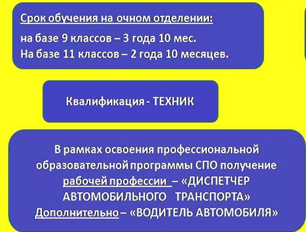 Срок обучения на очном отделении:
на базе 9 классов – 3 года 10 мес.
На базе 11 классов – 2 года 10 месяцев.
Квалификация - ТЕХНИК
В рамках освоения профессиональной
образовательной программы СПО получение
рабочей профессии – «ДИСПЕТЧЕР
АВТОМОБИЛЬНОГО ТРАНСПОРТА»
Дополнительно – «ВОДИТЕЛЬ АВТОМОБИЛЯ»